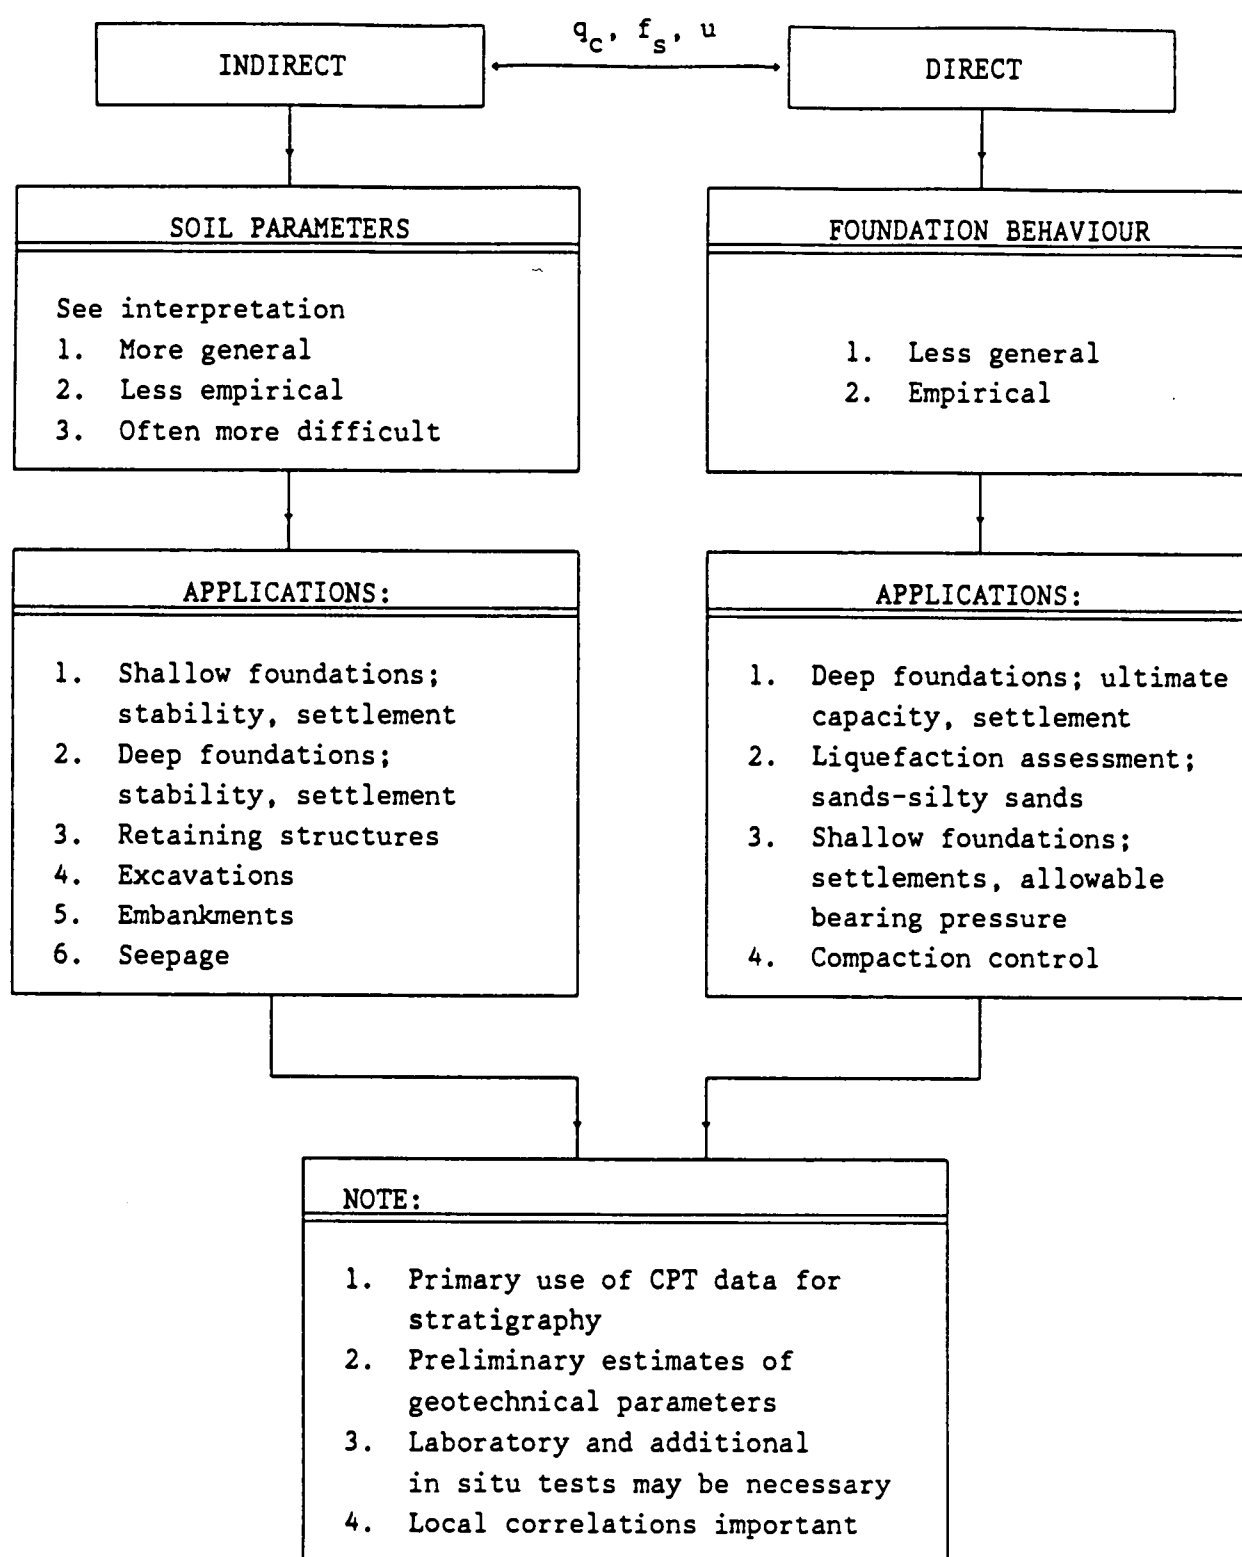 q_c, f_s, u
INDIRECT
DIRECT
SOIL PARAMETERS
See interpretation
1. More general
2. Less empirical
3. Often more difficult
FOUNDATION BEHAVIOUR
1. Less general
2. Empirical
APPLICATIONS:
1. Shallow foundations;
stability, settlement
2. Deep foundations;
stability, settlement
3. Retaining structures
4. Excavations
5. Embankments
6. Seepage
APPLICATIONS:
1. Deep foundations; ultimate
capacity, settlement
2. Liquefaction assessment;
sands-silty sands
3. Shallow foundations;
settlements, allowable
bearing pressure
4. Compaction control
NOTE:
1. Primary use of CPT data for
stratigraphy
2. Preliminary estimates of
geotechnical parameters
3. Laboratory and additional
in situ tests may be necessary
4. Local correlations important